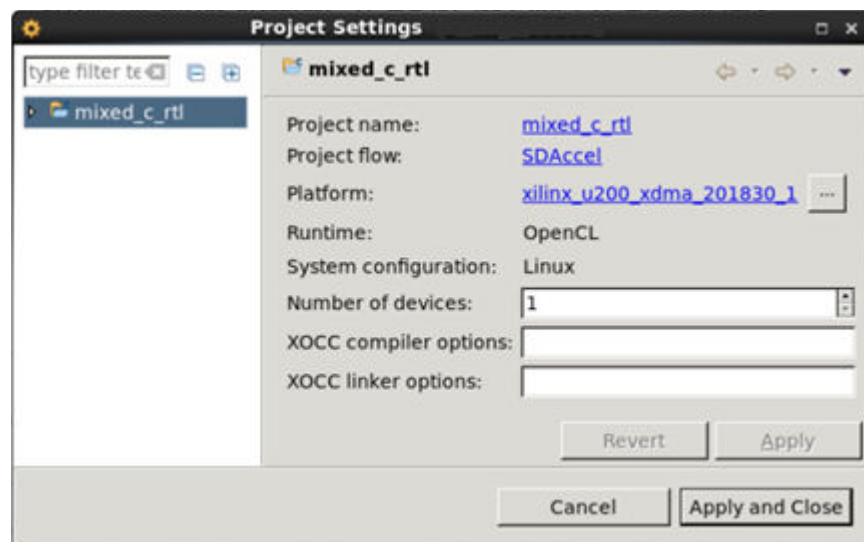 Project Settings
type filter te
mixed_c_rtl
mixed_c_rtl
Project name: mixed_c_rtl
Project flow: SDAccel
Platform: xilinx_u200_xdma_201830_1 ...
Runtime: OpenCL
System configuration: Linux
Number of devices: 1
XOCC compiler options:
XOCC linker options:
Revert Apply
Cancel Apply and Close